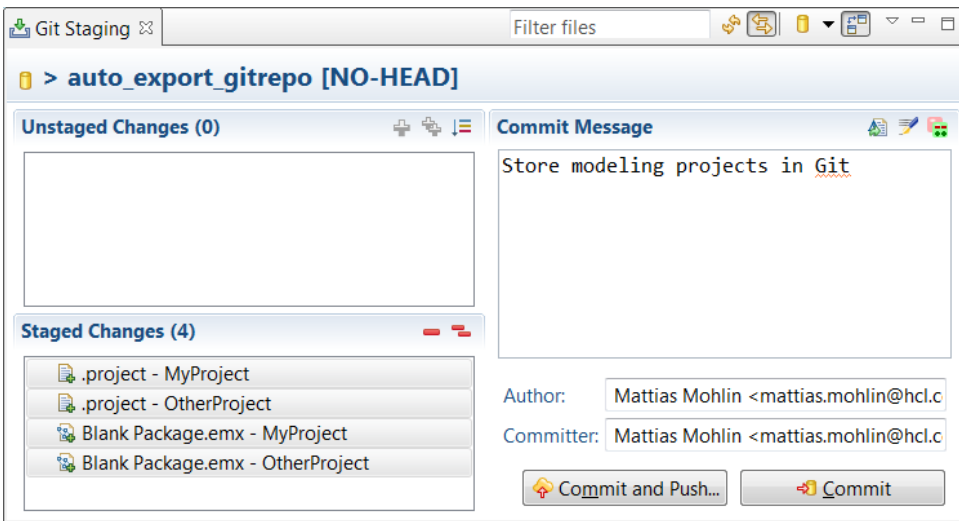 Git Staging
Filter files
> auto_export_gitrepo [NO-HEAD]
Unstaged Changes (0)
Staged Changes (4)
.project - MyProject
.project - OtherProject
Blank Package.emx - MyProject
Blank Package.emx - OtherProject
Commit Message
Store modeling projects in Git
Author: Mattias Mohlin <mattias.mohlin@hcl.c
Committer: Mattias Mohlin <mattias.mohlin@hcl.c
Commit and Push... Commit